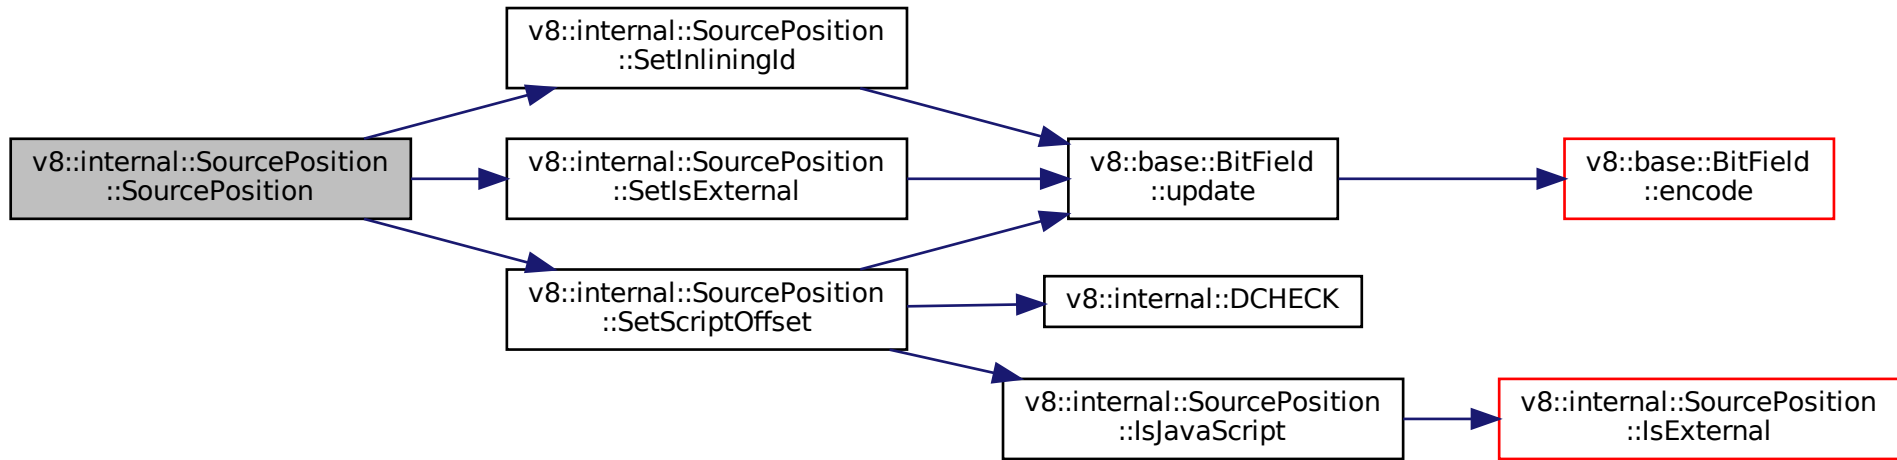 v8::internal::SourcePosition
::SourcePosition
v8::internal::SourcePosition
::SetInliningId
v8::internal::SourcePosition
::SetIsExternal
v8::internal::SourcePosition
::SetScriptOffset
v8::base::BitField
::update
v8::internal::DCHECK
v8::internal::SourcePosition
::IsJavaScript
v8::base::BitField
::encode
v8::internal::SourcePosition
::IsExternal